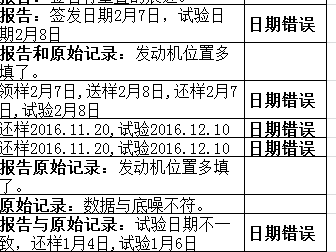 报告：签发日期2月7日，试验日
期2月8日
日期错误
报告和原始记录：发动机位置多
填了。
领样2月7日,送样2月8日,还样2月7
日,试验2月8日
日期错误
还样2016.11.20,试验2016.12.10
日期错误
还样2016.11.20,试验2016.12.10
日期错误
报告原始记录：发动机位置多填
了。
原始记录：数据与底噪不符。
报告与原始记录：试验日期不一
致，还样1月4日,试验1月6日
日期错误